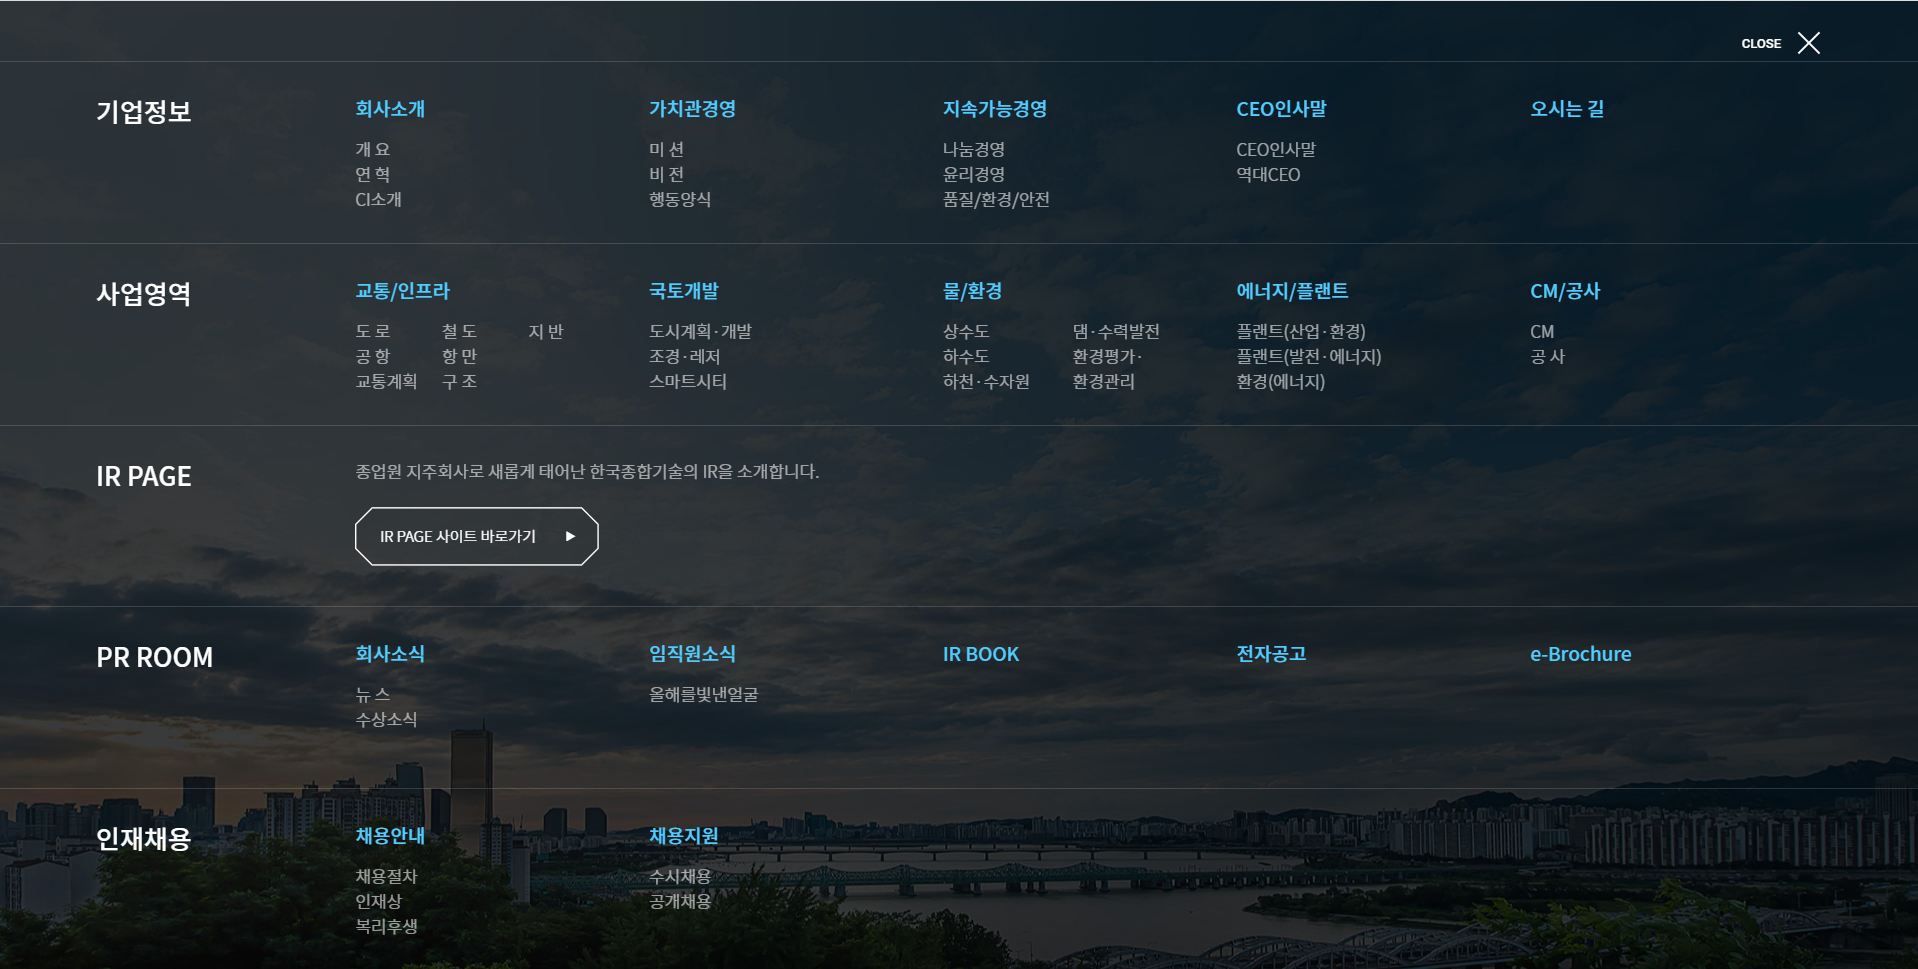 CLOSE
기업정보
회사소개
개 요
연 혁
CI소개
가치관경영
미 션
비 전
행동양식
지속가능경영
나눔경영
윤리경영
품질/환경/안전
CEO인사말
CEO인사말
역대CEO
오시는 길
사업영역
교통/인프라
도 로
공 항
교통계획
철 도
항 만
구 조
지 반
국토개발
도시계획·개발
조경·레저
스마트시티
물/환경
상수도
하수도
하천·수자원
댐·수력발전
환경평가·
환경관리
에너지/플랜트
플랜트(산업·환경)
플랜트(발전·에너지)
환경(에너지)
CM/공사
CM
공 사
IR PAGE
종업원 지주회사로 새롭게 태어난 한국종합기술의 IR을 소개합니다.
IR PAGE 사이트 바로가기
PR ROOM
회사소식
뉴 스
수상소식
임직원소식
올해를빛낸얼굴
IR BOOK
전자공고
e-Brochure
인재채용
채용안내
채용절차
인재상
복리후생
채용지원
수시채용
공개채용